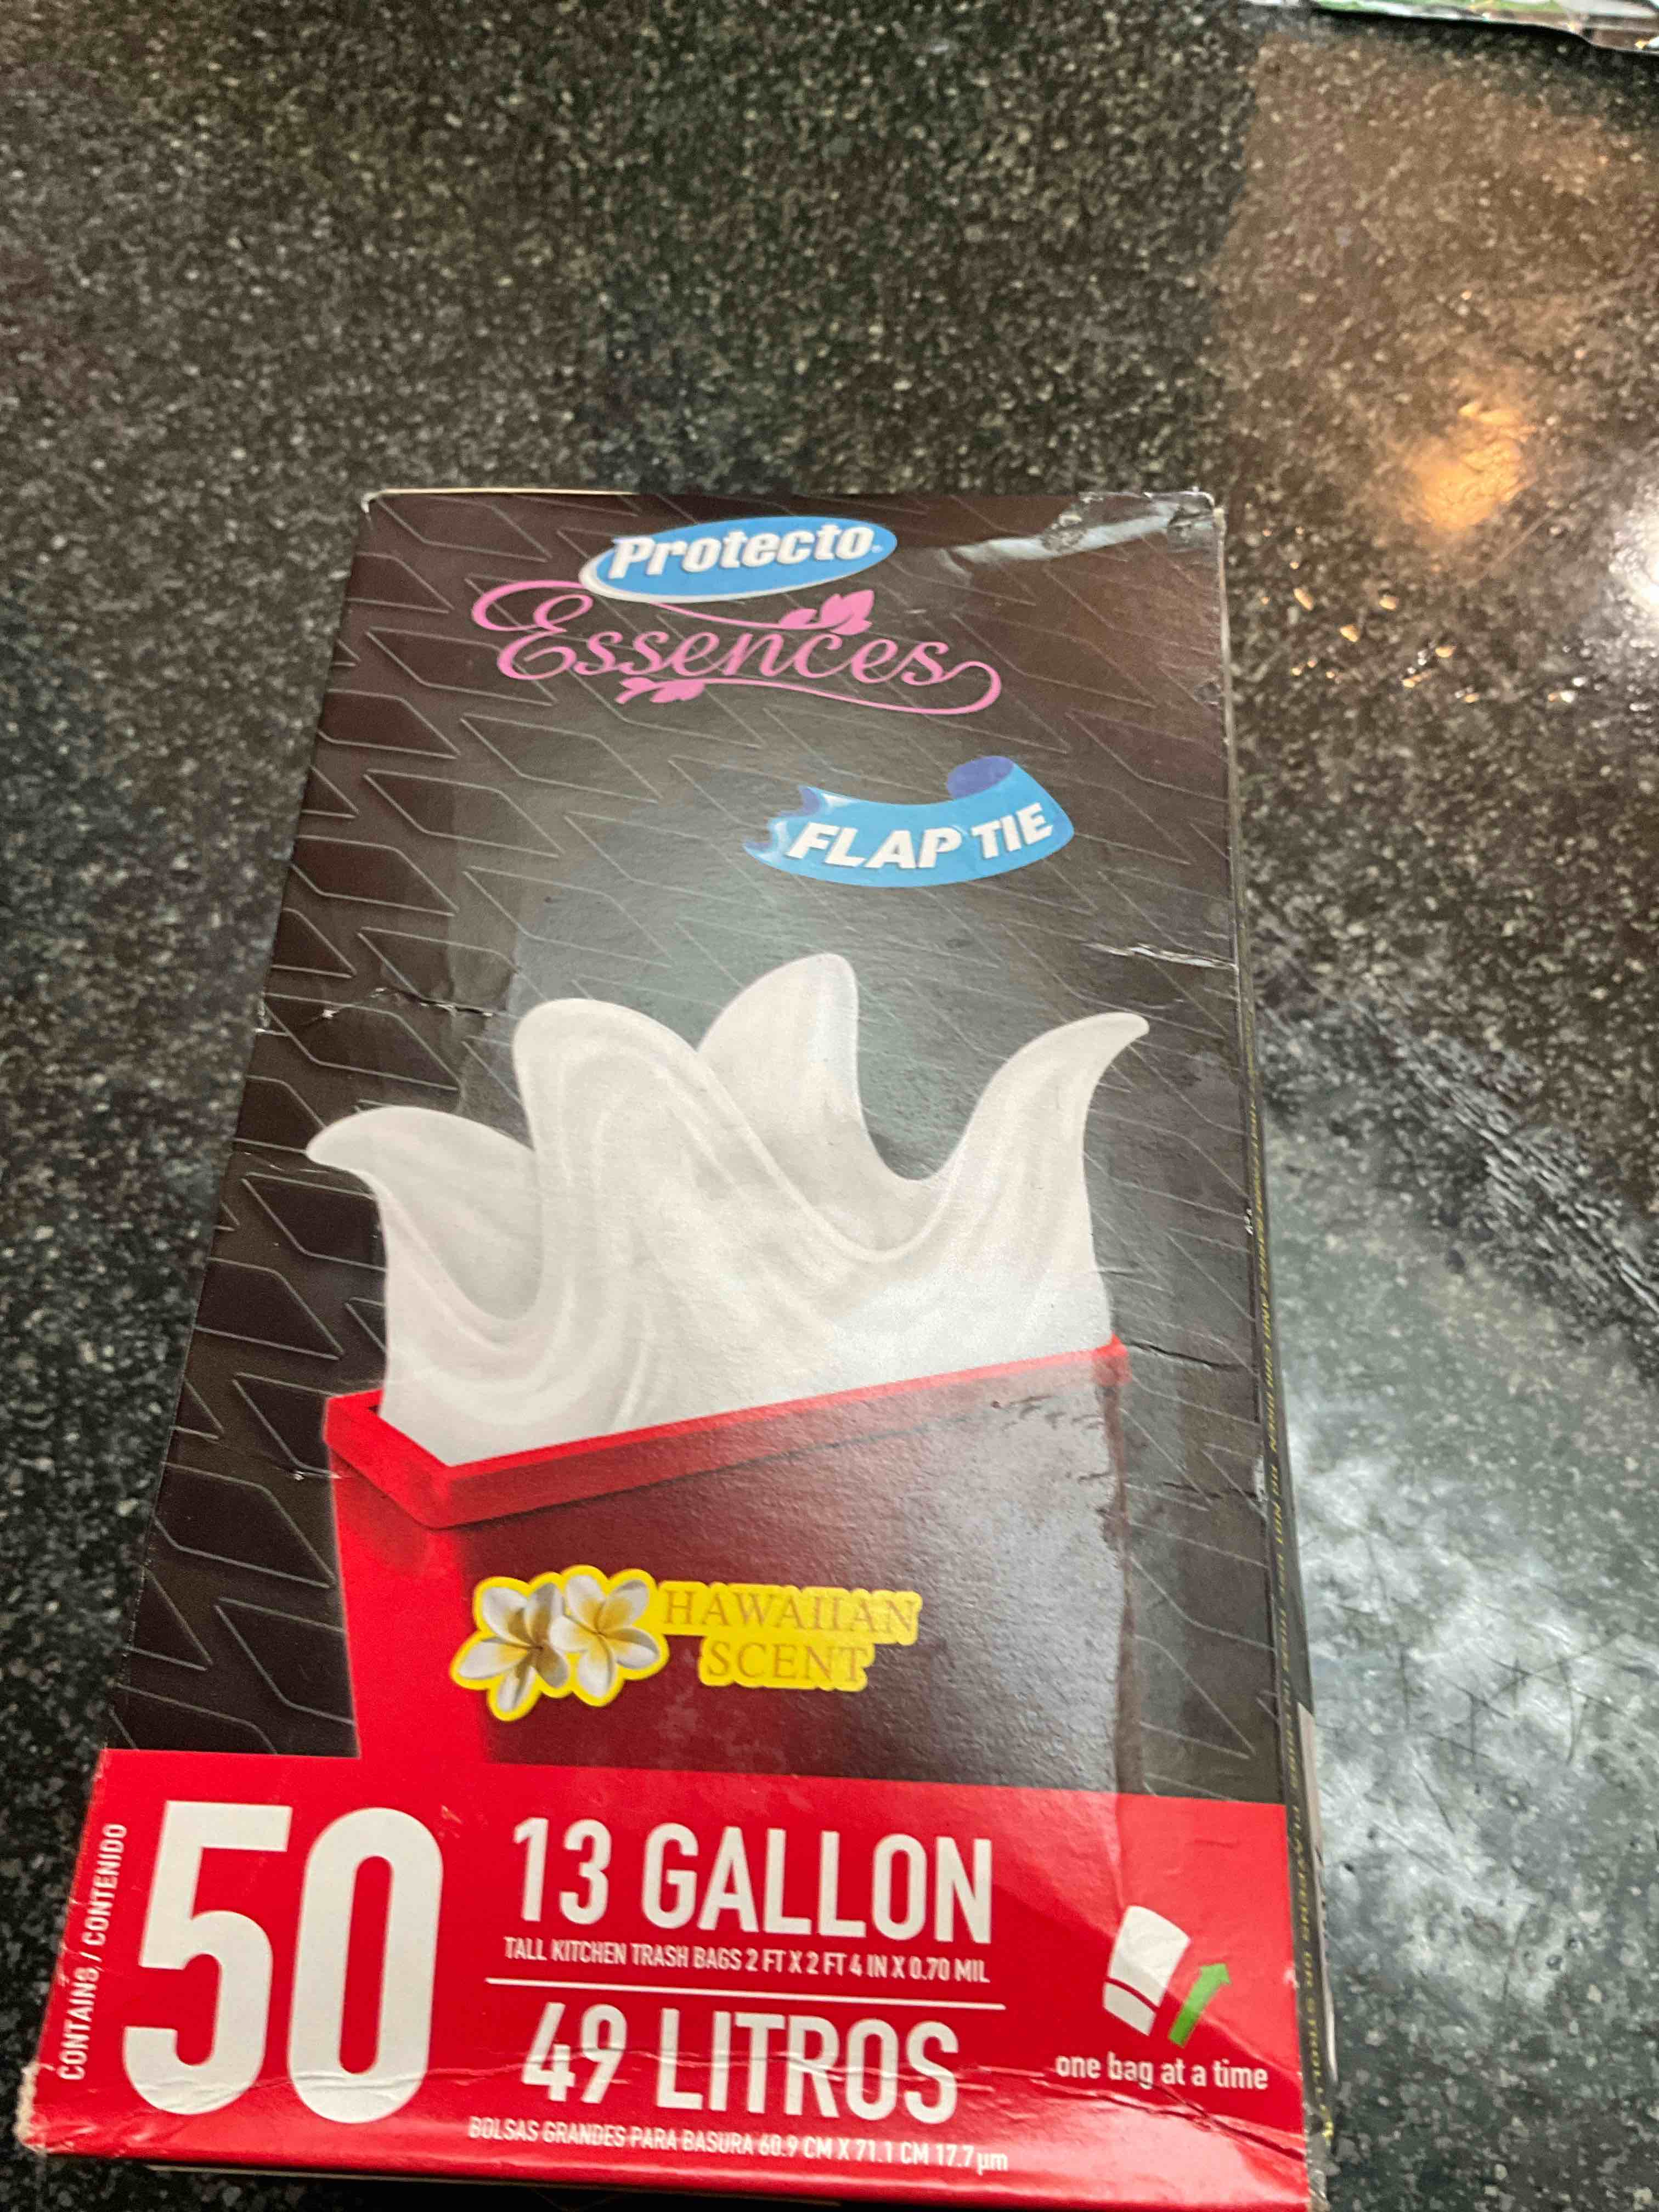 Protecto
Essences
FLAP TIE
HAWAIIAN
SCENT
CONTAINS / CONTENIDO
50
13 GALLON
TALL KITCHEN TRASH BAGS 2 FT X 2 FT 4 IN X 0.70 MIL
49 LITROS
BOLSAS GRANDES PARA BASURA 60.9 CM X 71.1 CM 17.7 µm
one bag at a time